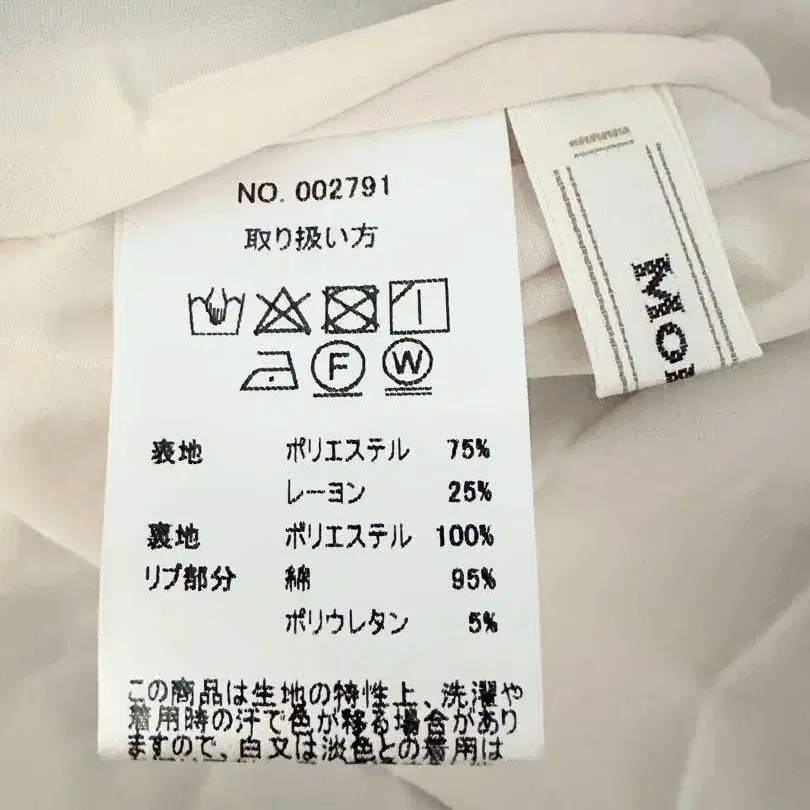 NO. 002791
取り扱い方
F W
表地 ポリエステル 75%
レーヨン 25%
裏地 ポリエステル 100%
リブ部分 綿 95%
ポリウレタン 5%
この商品は生地の特性上、洗濯や
着用時の汗で色が移る場合があり
ますので、白又は淡色との着用は